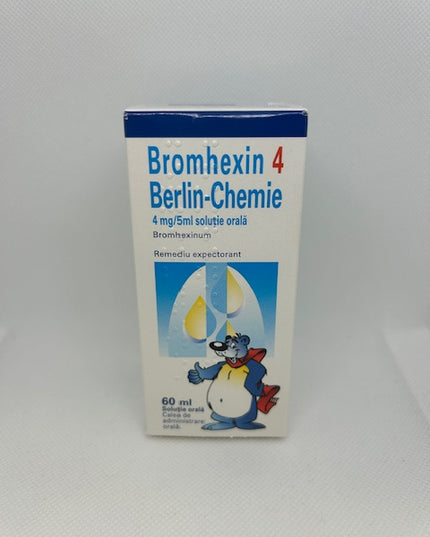 Bromhexin 4
Berlin-Chemie
4 mg/5ml soluție orală
Bromhexinum
Remediu expectorant
60 ml
Soluție orală
Calea de
administrare:
orală.